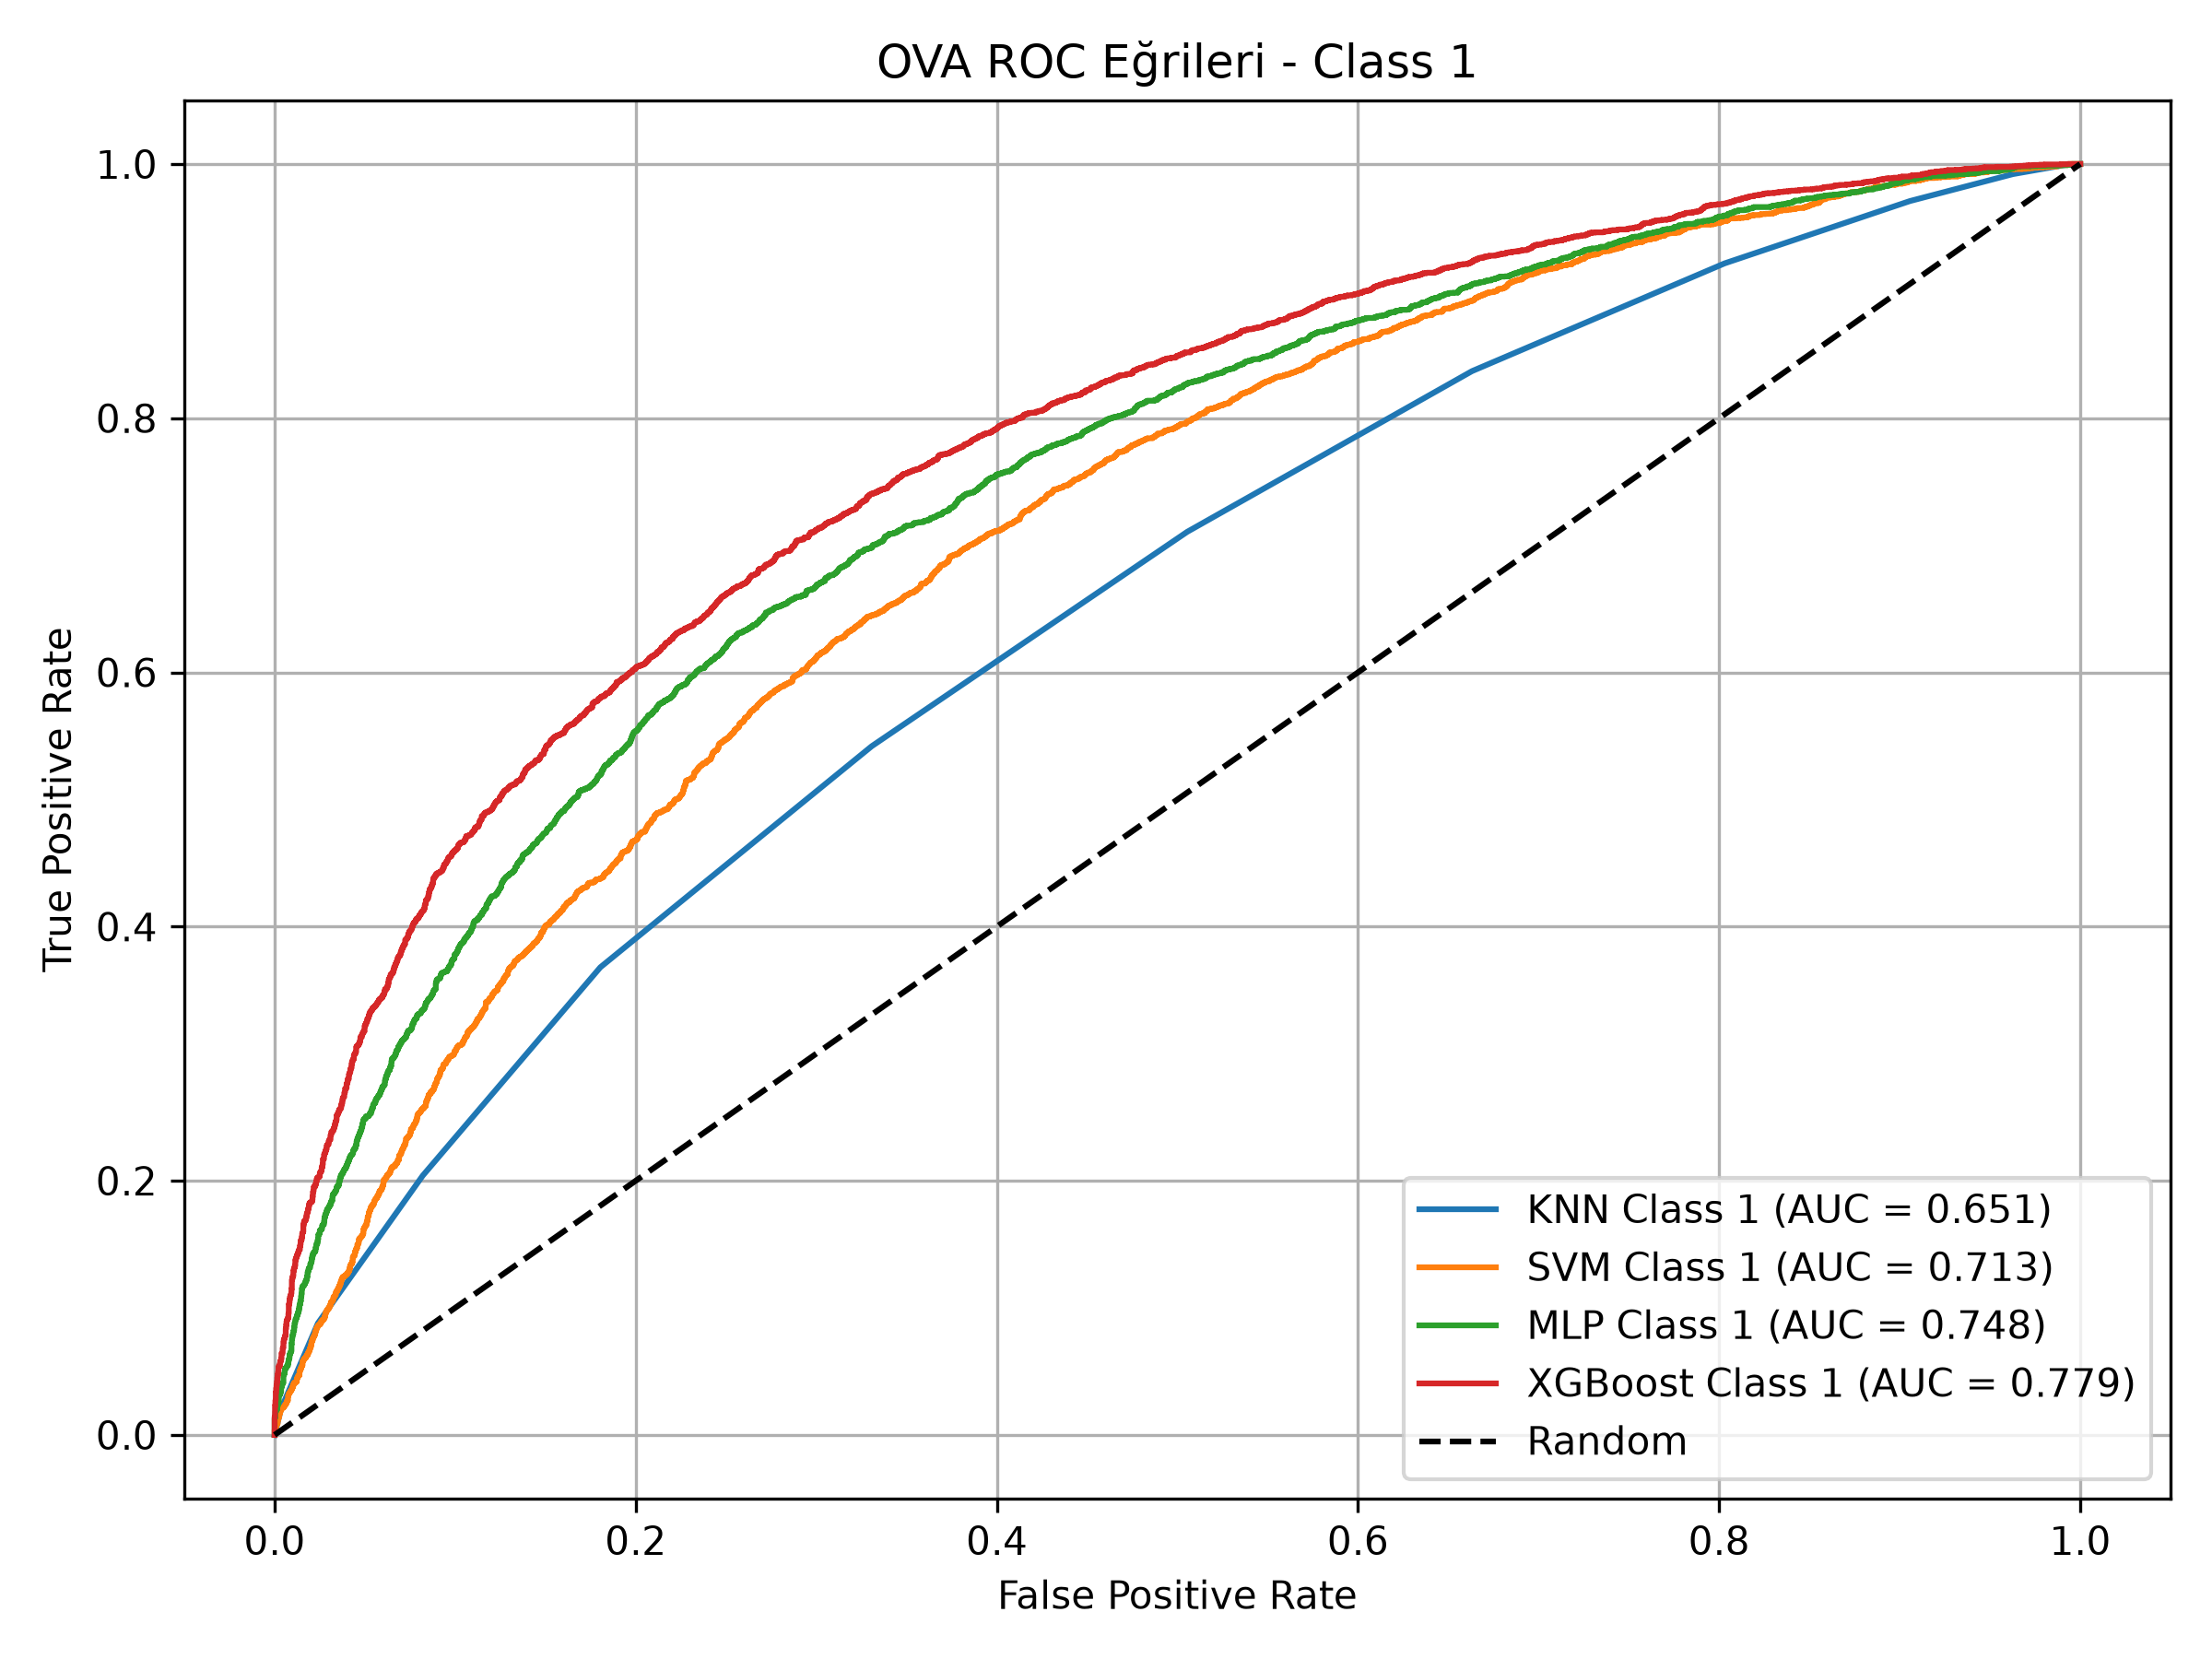 OVA ROC Eğrileri - Class 1
True Positive Rate
1.0
0.8
0.6
0.4
0.2
0.0
KNN Class 1 (AUC = 0.651)
SVM Class 1 (AUC = 0.713)
MLP Class 1 (AUC = 0.748)
XGBoost Class 1 (AUC = 0.779)
Random
0.0 0.2 0.4 0.6 0.8 1.0
False Positive Rate